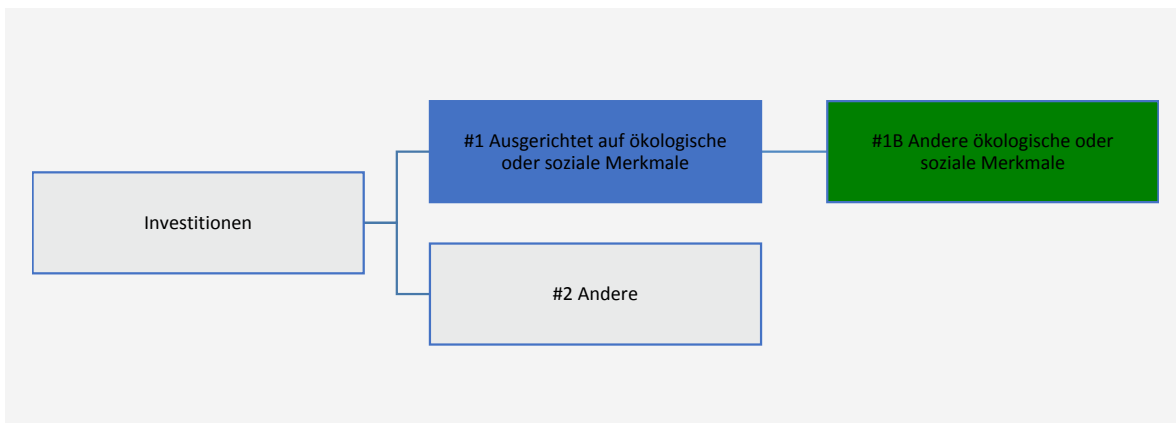 #1 Ausgerichtet auf ökologische
oder soziale Merkmale
#1B Andere ökologische oder
soziale Merkmale
Investitionen
#2 Andere